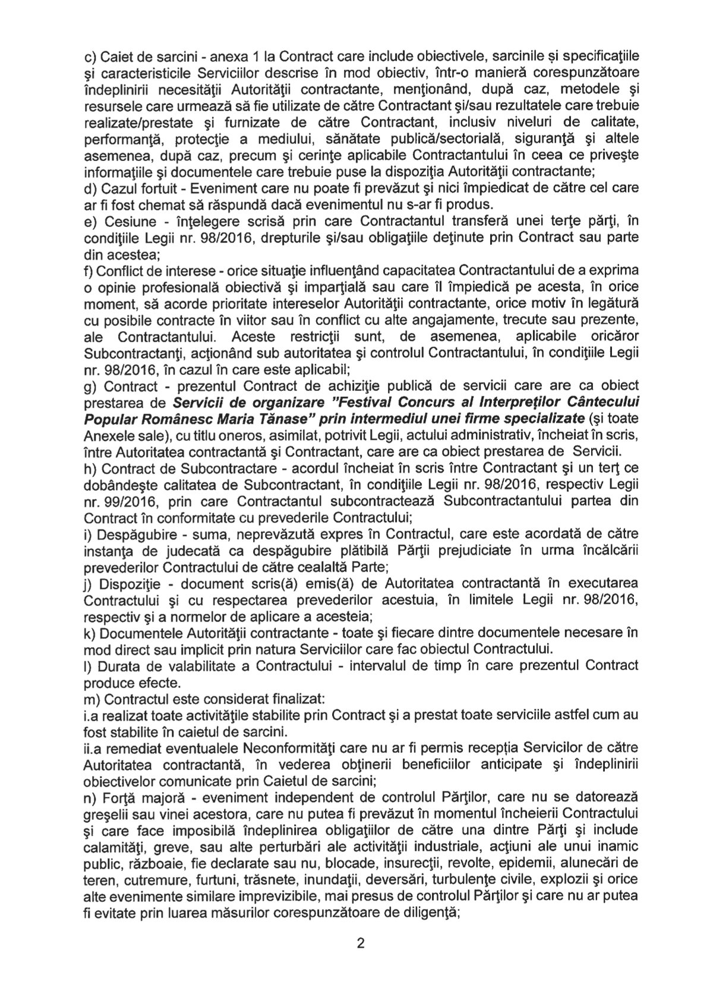 c) Caiet de sarcini - anexa 1 la Contract care include obiectivele, sarcinile și specificaţiile
şi caracteristicile Serviciilor descrise în mod obiectiv, într-o manieră corespunzătoare
îndeplinirii necesităţii Autorităţii contractante, menţionând, după caz, metodele şi
resursele care urmează să fie utilizate de către Contractant şi/sau rezultatele care trebuie
realizate/prestate şi furnizate de către Contractant, inclusiv niveluri de calitate,
performanţă, protecţie a mediului, sănătate publică/sectorială, siguranţă şi altele
asemenea, după caz, precum şi cerinţe aplicabile Contractantului în ceea ce priveşte
informaţiile şi documentele care trebuie puse la dispoziţia Autorităţii contractante;
d) Cazul fortuit - Eveniment care nu poate fi prevăzut şi nici împiedicat de către cel care
ar fi fost chemat să răspundă dacă evenimentul nu s-ar fi produs.
e) Cesiune - înţelegere scrisă prin care Contractantul transferă unei terţe părţi, în
condiţiile Legii nr. 98/2016, drepturile şi/sau obligaţiile deţinute prin Contract sau parte
din acestea;
f) Conflict de interese - orice situaţie influenţând capacitatea Contractantului de a exprima
o opinie profesională obiectivă şi imparţială sau care îl împiedică pe acesta, în orice
moment, să acorde prioritate intereselor Autorităţii contractante, orice motiv în legătură
cu posibile contracte în viitor sau în conflict cu alte angajamente, trecute sau prezente,
ale Contractantului. Aceste restricţii sunt, de asemenea, aplicabile oricăror
Subcontractanţi, acţionând sub autoritatea şi controlul Contractantului, în condiţiile Legii
nr. 98/2016, în cazul în care este aplicabil;
g) Contract - prezentul Contract de achiziţie publică de servicii care are ca obiect
prestarea de Servicii de organizare ”Festival Concurs al Interpreților Cântecului
Popular Românesc Maria Tănase” prin intermediul unei firme specializate (şi toate
Anexele sale), cu titlu oneros, asimilat, potrivit Legii, actului administrativ, încheiat în scris,
între Autoritatea contractantă şi Contractant, care are ca obiect prestarea de Servicii.
h) Contract de Subcontractare - acordul încheiat în scris între Contractant şi un terţ ce
dobândeşte calitatea de Subcontractant, în condiţiile Legii nr. 98/2016, respectiv Legii
nr. 99/2016, prin care Contractantul subcontractează Subcontractantului partea din
Contract în conformitate cu prevederile Contractului;
i) Despăgubire - suma, neprevăzută expres în Contractul, care este acordată de către
instanţa de judecată ca despăgubire plătibilă Părţii prejudiciate în urma încălcării
prevederilor Contractului de către cealaltă Parte;
j) Dispoziţie - document scris(ă) emis(ă) de Autoritatea contractantă în executarea
Contractului şi cu respectarea prevederilor acestuia, în limitele Legii nr. 98/2016,
respectiv şi a normelor de aplicare a acesteia;
k) Documentele Autorităţii contractante - toate şi fiecare dintre documentele necesare în
mod direct sau implicit prin natura Serviciilor care fac obiectul Contractului.
l) Durata de valabilitate a Contractului - intervalul de timp în care prezentul Contract
produce efecte.
m) Contractul este considerat finalizat:
i.a realizat toate activităţile stabilite prin Contract şi a prestat toate serviciile astfel cum au
fost stabilite în caietul de sarcini.
ii.a remediat eventualele Neconformităţi care nu ar fi permis recepția Servicilor de către
Autoritatea contractantă, în vederea obţinerii beneficiilor anticipate şi îndeplinirii
obiectivelor comunicate prin Caietul de sarcini;
n) Forţă majoră - eveniment independent de controlul Părţilor, care nu se datorează
greşelii sau vinei acestora, care nu putea fi prevăzut în momentul încheierii Contractului
şi care face imposibilă îndeplinirea obligaţiilor de către una dintre Părţi şi include
calamităţi, greve, sau alte perturbări ale activităţii industriale, acţiuni ale unui inamic
public, războaie, fie declarate sau nu, blocade, insurecţii, revolte, epidemii, alunecări de
teren, cutremure, furtuni, trăsnete, inundaţii, deversări, turbulenţe civile, explozii şi orice
alte evenimente similare imprevizibile, mai presus de controlul Părţilor şi care nu ar putea
fi evitate prin luarea măsurilor corespunzătoare de diligenţă;
2